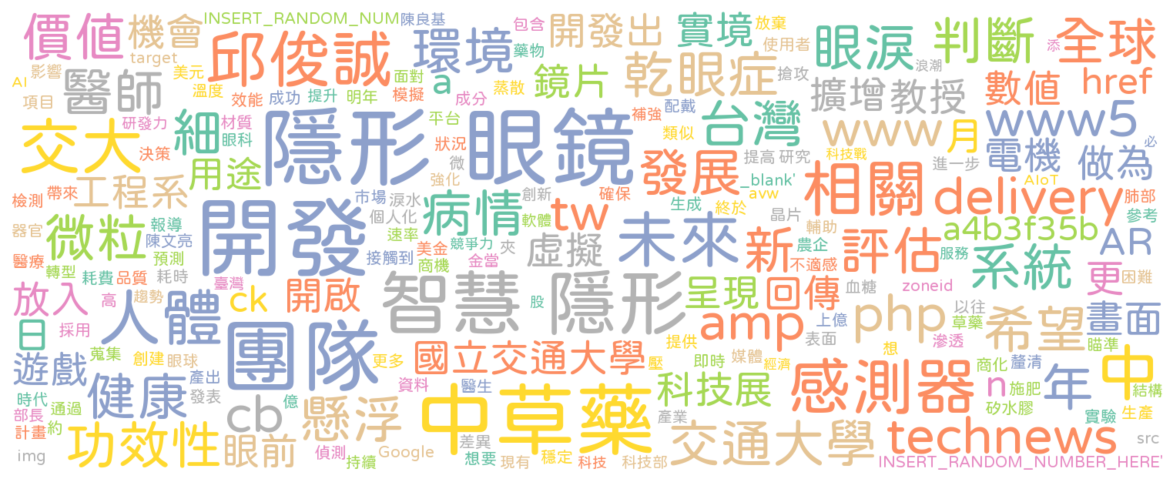 價值 機會 INSERT_RANDOM_NUM 陳良基 包含 開發出 實境 放棄 眼淚 判斷 添 全球
AI 影響 target 美元 邱俊誠 環境 藥物 使用者 浪潮
醫師 溫度 面對 a 鏡片 蒸散 乾眼症 搶攻 擴增 教授 數值 href
項目 效能 成功 提升 明年 模擬 成分 補強 配戴
交大 研發力 材質 細 眼科 隱形 眼鏡 平台 類似 台灣 www 月 www5 電機 做為 必
決策 用途 狀況 微 發展 提高 研究 科技戰 進一步
檢測 帶來 工程系 市場 淚水 強化 創新 確保 _blank' avw 相關 delivery AIoT 肺部
器官 微粒 報導 開發 個人化 病情 軟體 tw 生成 終於 晶片 輔助 a4b3f35b 參考
陳文亮 預測 速率 美金 競爭力 夾 未來 新 農企 評估 服務 系統 AR
醫療 轉型 耗費 品質 耗時 接觸到 商機 金當 虛擬 不適感 更 困難
放入 高 趨勢 臺灣 ck 開啟 智慧 隱形 股 呈現 回傳 血糖 zoneid 以往
日 採用 人體 團隊 amp 上億 php 草藥 希望 畫面
蒐集 創建 眼球 更多 國立交通大學 壓 提供 即時 媒體 表面 經濟 想 滲透 瞄準
遊戲 健康 產出 資料 醫生 中草藥 科技展 感測器 商化 釐清 n 年 中
時代 通過 發表 億 cb 懸浮 施肥 結構
部長 約 產業 矽水膠 實驗 生產
計畫 功效性 眼前 偵測 Google 差異 交通大學 technews src
img 持續 想要 現有 穩定 科技 科技部 INSERT_RANDOM_NUMBER_HERE'